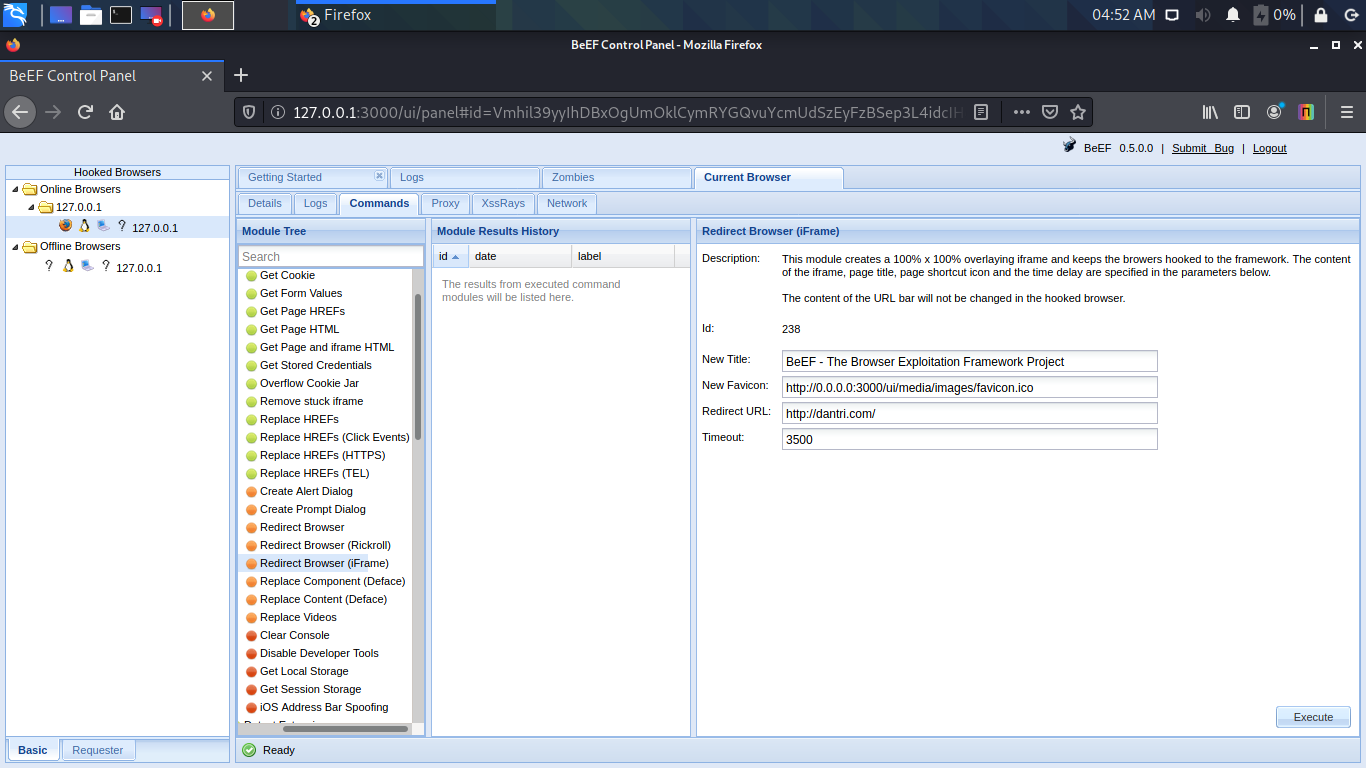 2
Firefox
04:52 AM
0%
BeEF Control Panel - Mozilla Firefox
BeEF Control Panel
BeEF 0.5.0.0 | Submit Bug | Logout
Hooked Browsers
Online Browsers
127.0.0.1
? 127.0.0.1
Offline Browsers
? ? 127.0.0.1
Basic
Requester
Getting Started
Logs
Zombies
Current Browser
Details
Logs
Commands
Proxy
XssRays
Network
Module Tree
Search
Get Cookie
Get Form Values
Get Page HREFs
Get Page HTML
Get Page and iframe HTML
Get Stored Credentials
Overflow Cookie Jar
Remove stuck iframe
Replace HREFs
Replace HREFs (Click Events)
Replace HREFs (HTTPS)
Replace HREFs (TEL)
Create Alert Dialog
Create Prompt Dialog
Redirect Browser
Redirect Browser (Rickroll)
Redirect Browser (iFrame)
Replace Component (Deface)
Replace Content (Deface)
Replace Videos
Clear Console
Disable Developer Tools
Get Local Storage
Get Session Storage
iOS Address Bar Spoofing
Module Results History
id
date
label
The results from executed command
modules will be listed here.
Redirect Browser (iFrame)
Description: This module creates a 100% x 100% overlaying iframe and keeps the browers hooked to the framework. The content
of the iframe, page title, page shortcut icon and the time delay are specified in the parameters below.
The content of the URL bar will not be changed in the hooked browser.
Id: 238
New Title: BeEF - The Browser Exploitation Framework Project
New Favicon: http://0.0.0.0:3000/ui/media/images/favicon.ico
Redirect URL: http://dantri.com/
Timeout: 3500
Execute
Ready